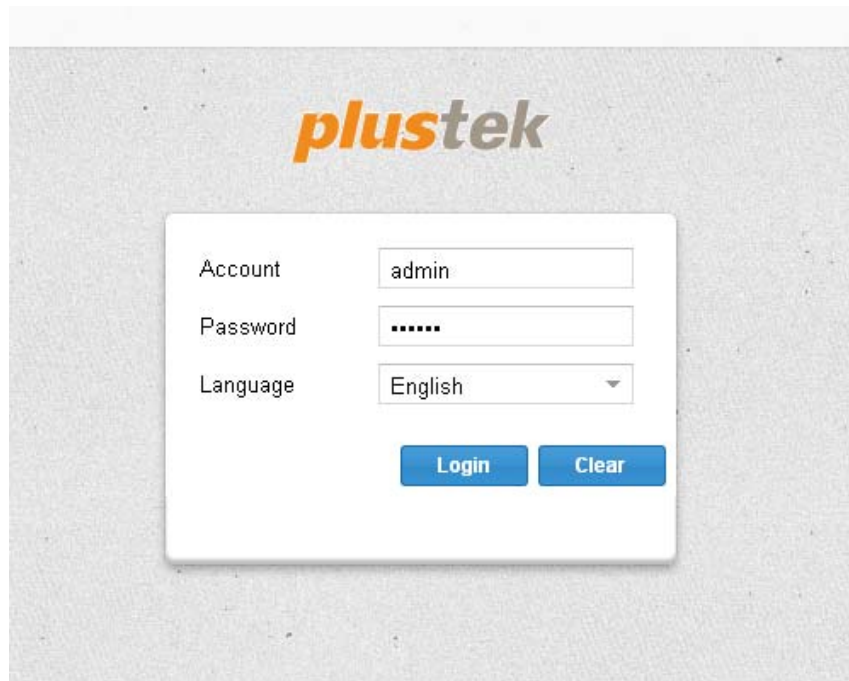 plustek
Account admin
Password ••••••
Language English
Login Clear